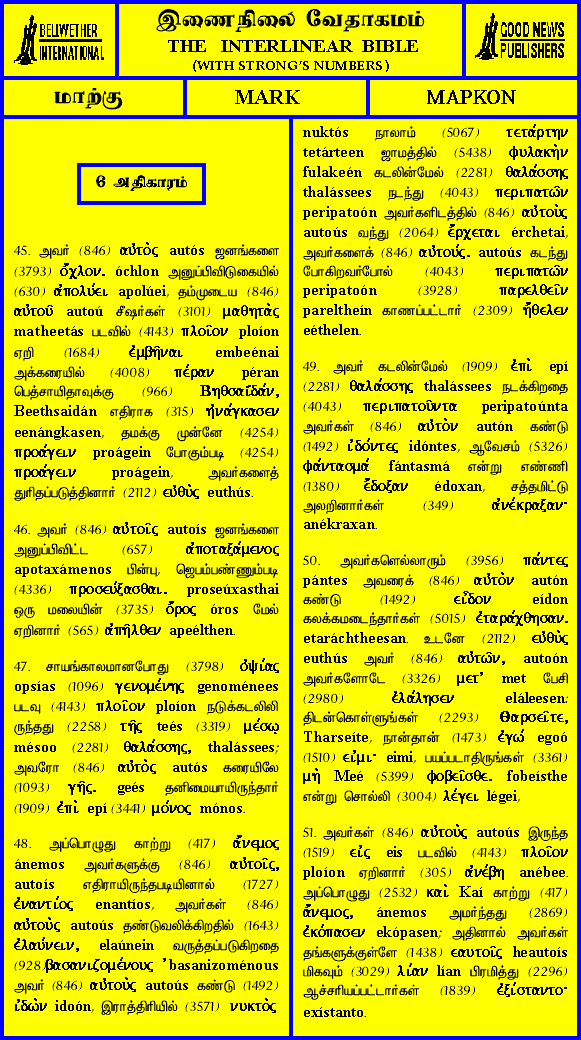 BELLWETHER
INTERNATIONAL
இணைநிலை வேதாகமம்
THE INTERLINEAR BIBLE
(WITH STRONG'S NUMBERS)
GOOD NEWS
PUBLISHERS
மாற்கு
MARK
ΜΑΡΚΟΝ
6 அதிகாரம்
45. அவர் (846) αὐτὸς autós ஜனங்களை
(3793) ὄχλον. óchlon அனுப்பிவிடுகையில்
(630) ἀπολύει apolúei, தம்முடைய (846)
αὐτοῦ autoú சீஷர்கள் (3101) μαθητὰς
matheetás படவில் (4143) πλοῖον ploíon
ஏறி (1684) ἐμβῆναι embeénai
அக்கரையில் (4008) πέραν péran
பெத்சாயிதாவுக்கு (966) Βηθσαΐδάν,
Beethsaidán எதிராக (315) ἠνάγκασεν
eenángkasen, தமக்கு முன்னே (4254)
προάγειν proágein போகும்படி (4254)
προάγειν proágein, அவர்களைத்
துரிதப்படுத்தினார் (2112) εὐθὺς euthús.
46. அவர் (846) αὐτοῖς autoís ஜனங்களை
அனுப்பிவிட்ட (657) ἀποταξάμενος
apotaxámenos பின்பு, ஜெபம்பண்ணும்படி
(4336) προσεύξασθαι. proseúxasthai
ஒரு மலையின் (3735) ὄρος óros மேல்
ஏறினார் (565) ἀπῆλθεν apeélthen.
47. சாயங்காலமானபோது (3798) ὀψίας
opsías (1096) γενομένης genoménees
படவு (4143) πλοῖον ploíon நடுக்கடலிலி
ருந்தது (2258) τῆς teés (3319) μέσῳ
mésoo (2281) θαλάσσης, thalássees;
அவரோ (846) αὐτὸς autós கரையிலே
(1093) γῆς. geés தனிமையாயிருந்தார்
(1909) ἐπὶ epí (3441) μόνος mónos.
48. அப்பொழுது காற்று (417) ἄνεμος
ánemos அவர்களுக்கு (846) αὐτοῖς,
autoís எதிராயிருந்தபடியினால் (1727)
ἐναντίος enantíos, அவர்கள் (846)
αὐτοὺς autoús தண்டுவலிக்கிறதில் (1643)
ἐλαύνειν, elaúnein வருத்தப்படுகிறதை
(928 βασανιζομένους 'basanizoménous
அவர் (846) αὐτοὺς autoús கண்டு (1492)
ἰδὼν idoón, இராத்திரியில் (3571) νυκτὸς
nuktós நாலாம் (5067) τετάρτην
tetárteen ஜாமத்தில் (5438) φυλακὴν
fulakeén கடலின்மேல் (2281) θαλάσσης
thalássees நடந்து (4043) περιπατῶν
peripatoón அவர்களிடத்தில் (846) αὐτοὺς
autoús வந்து (2064) ἔρχεται érchetai,
அவர்களைக் (846) αὐτούς. autoús கடந்து
போகிறவர்போல் (4043) περιπατῶν
peripatoón (3928) παρελθεῖν
pareltheín காணப்பட்டார் (2309) ἤθελεν
eéthelen.
49. அவர் கடலின்மேல் (1909) ἐπὶ epí
(2281) θαλάσσης thalássees நடக்கிறதை
(4043) περιπατοῦντα peripatoúnta
அவர்கள் (846) αὐτὸν autón கண்டு
(1492) ἰδόντες idóntes, ஆவேசம் (5326)
φάντασμά fántasmá என்று எண்ணி
(1380) ἔδοξαν édoxan, சத்தமிட்டு
அலறினார்கள் (349) ἀνέκραξαν·
anékraxan.
50. அவர்களெல்லாரும் (3956) πάντες
pántes அவரைக் (846) αὐτὸν autón
கண்டு (1492) εἶδον eídon
கலக்கமடைந்தார்கள் (5015) ἐταράχθησαν.
etaráchtheesan. உடனே (2112) εὐθὺς
euthús அவர் (846) αὐτῶν, autoón
அவர்களோடே (3326) μετ' met பேசி
(2980) ἐλάλησεν eláleesen:
திடன்கொள்ளுங்கள் (2293) Θαρσεῖτε,
Tharseíte, நான்தான் (1473) ἐγώ egoó
(1510) εἰμι· eimi, பயப்படாதிருங்கள் (3361)
μὴ Meé (5399) φοβεῖσθε. fobeísthe
என்று சொல்லி (3004) λέγει légei,
51. அவர்கள் (846) αὐτοὺς autoús இருந்த
(1519) εἰς eis படவில் (4143) πλοῖον
ploíon ஏறினார் (305) ἀνέβη anébee.
அப்பொழுது (2532) καὶ Kaí காற்று (417)
ἄνεμος, ánemos அமர்ந்தது (2869)
ἐκόπασεν ekópasen; அதினால் அவர்கள்
தங்களுக்குள்ளே (1438) εαυτοῖς heautoís
மிகவும் (3029) λίαν lían பிரமித்து (2296)
ஆச்சரியப்பட்டார்கள் (1839) ἐξίσταντο·
exístanto.